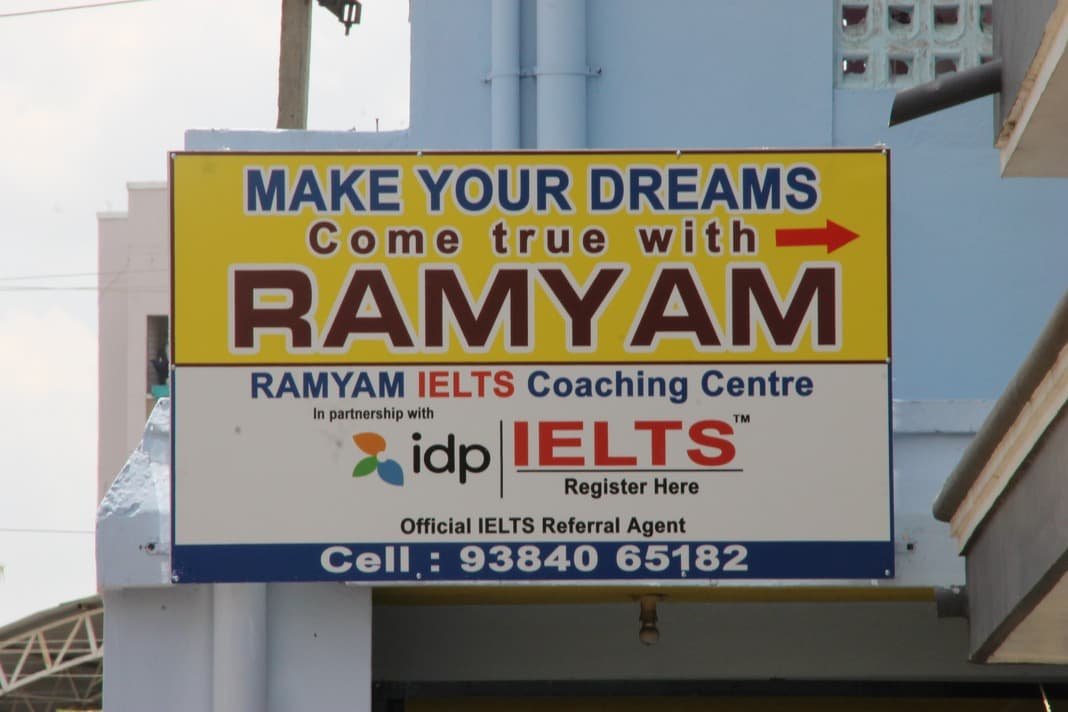 MAKE YOUR DREAMS
Come true with
RAMYAM
RAMYAM IELTS Coaching Centre
In partnership with
idp IELTS™
Register Here
Official IELTS Referral Agent
Cell : 93840 65182